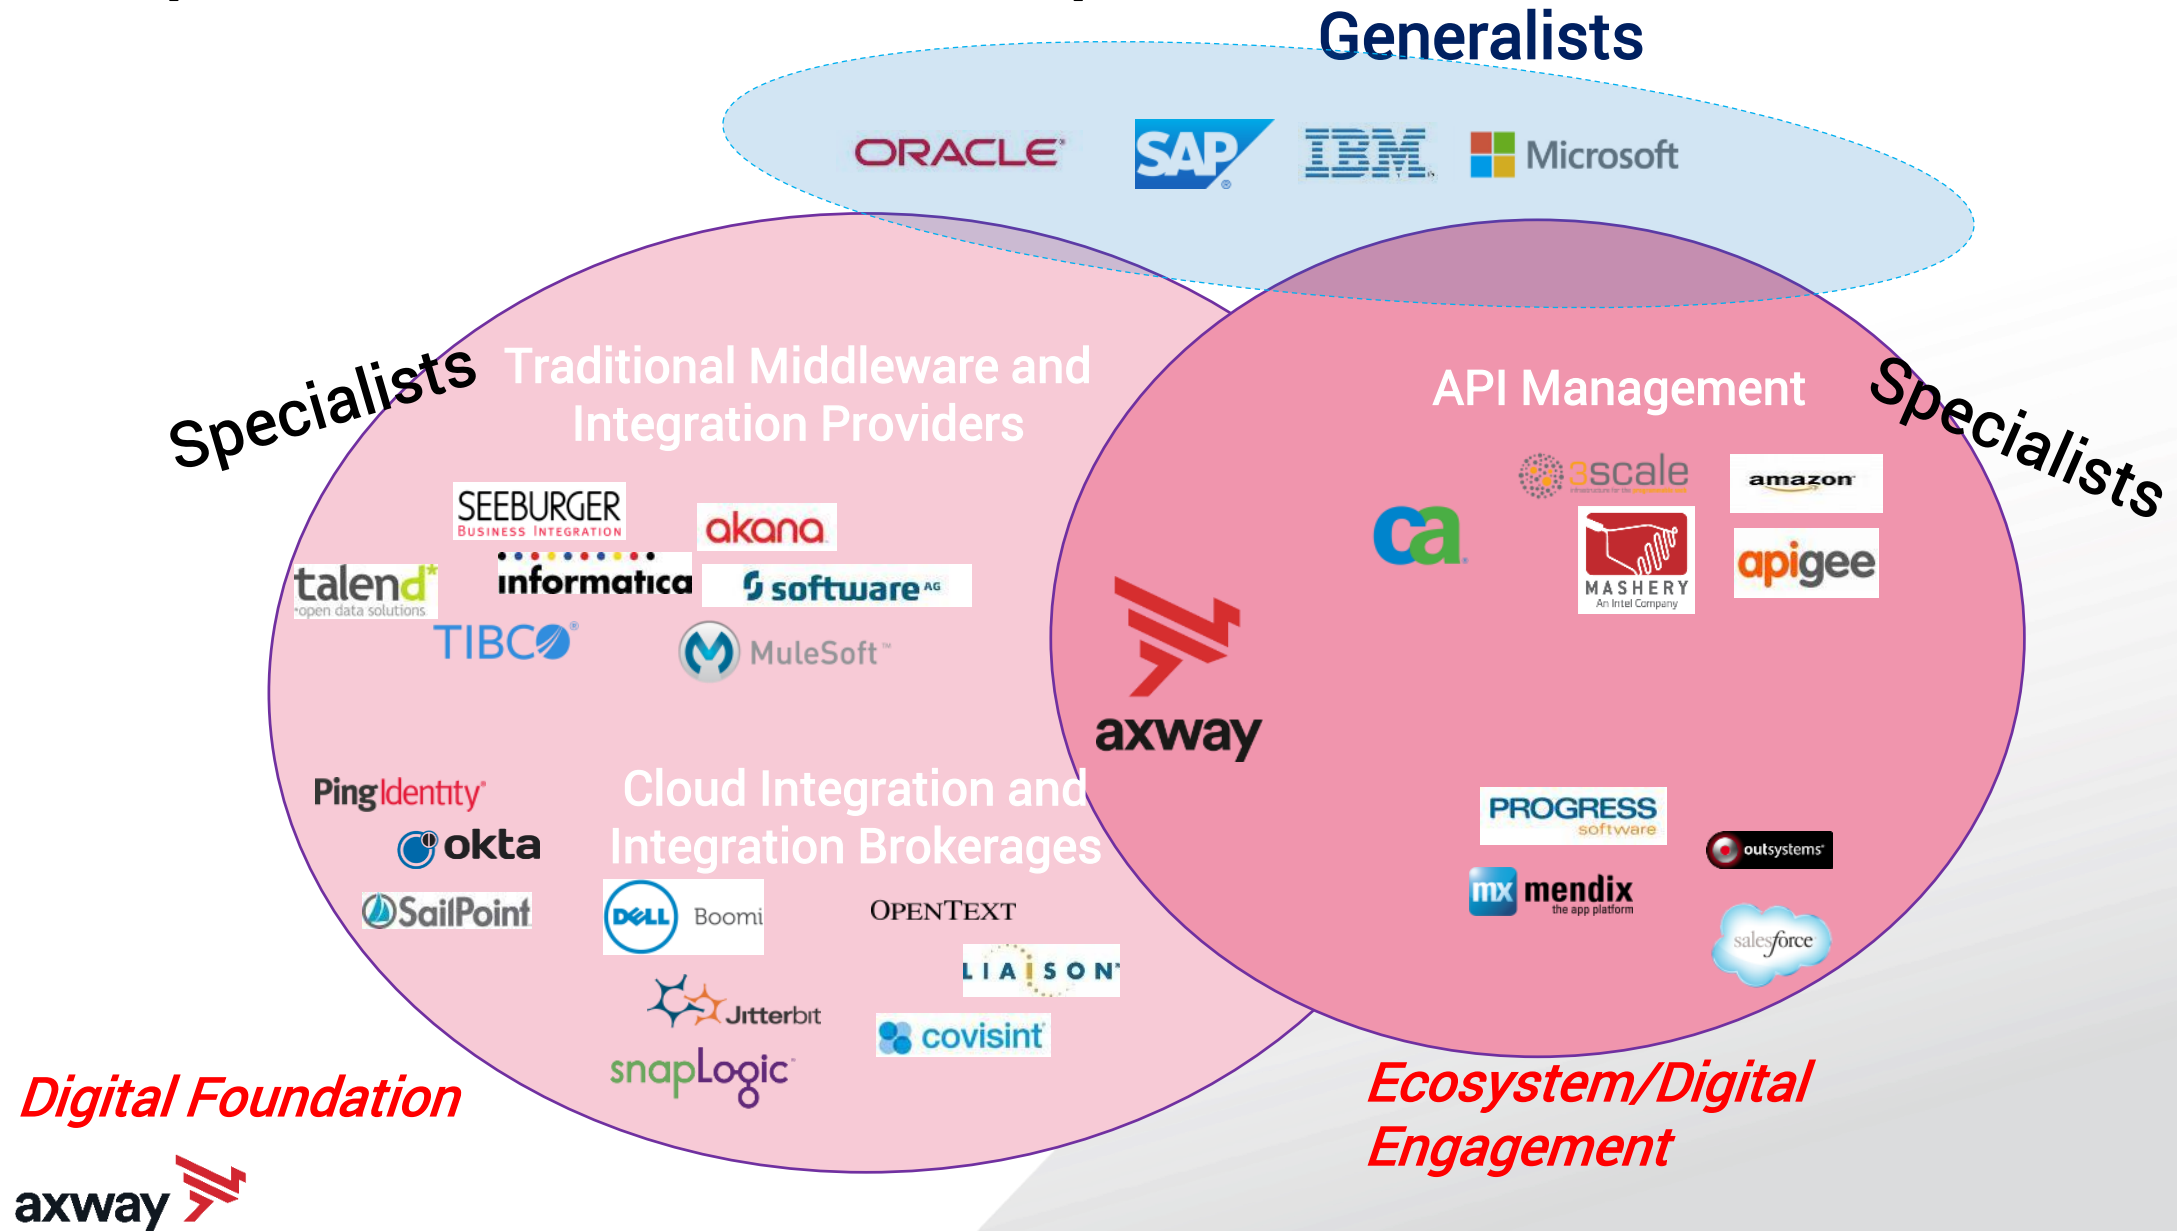 Generalists
ORACLE
SAP
IBM
Microsoft
Specialists
Traditional Middleware and
Integration Providers
API Management
Specialists
SEEBURGER
BUSINESS INTEGRATION
akana
talend*
open data solutions
informatica
software AG
TIBCO
MuleSoft™
3scale
amazon
ca
MASHERY
An Intel Company
apigee
axway
PingIdentity
okta
SailPoint
Cloud Integration and
Integration Brokerages
DELL Boomi
OPENTEXT
LIAISON
Jitterbit
covisint
snapLogic
PROGRESS
software
outsystems
mx mendix
the app platform
salesforce
Digital Foundation
Ecosystem/Digital
Engagement
axway